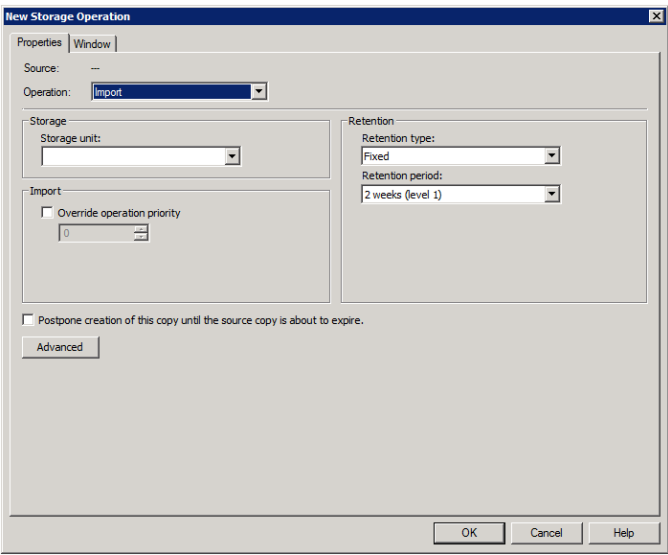 New Storage Operation
Properties
Window
Source: ---
Operation: Import
Storage
Storage unit:
Retention
Retention type:
Fixed
Retention period:
2 weeks (level 1)
Import
Override operation priority
0
Postpone creation of this copy until the source copy is about to expire.
Advanced
OK
Cancel
Help